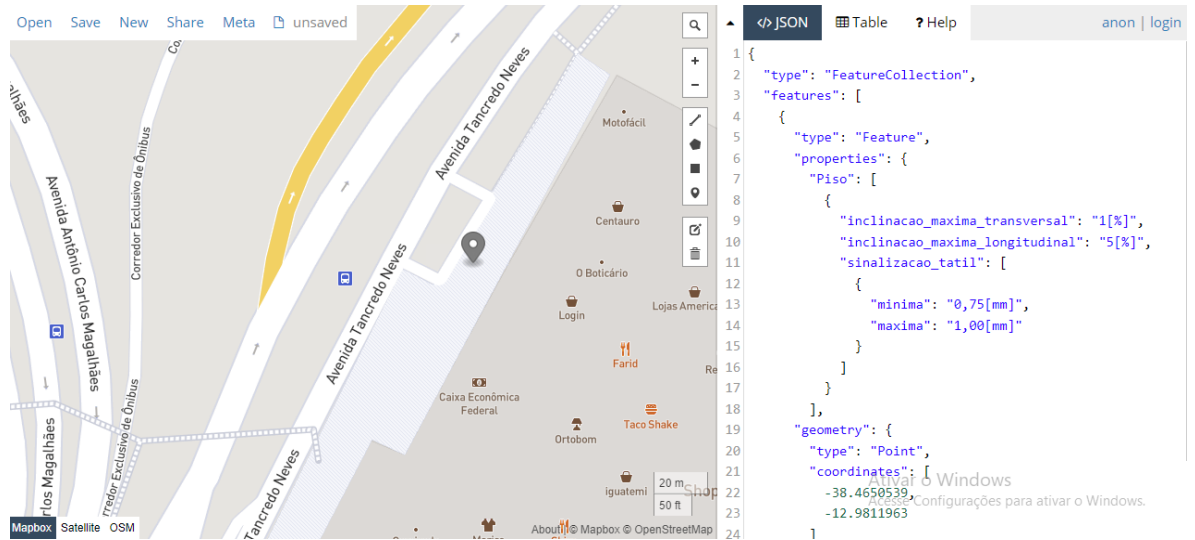 Open Save New Share Meta unsaved
</> JSON Table ? Help anon | login
Corredor Exclusivo de Ônibus
Avenida Antônio Carlos Magalhães
Avenida Tancredo Neves
Avenida Tancredo Neves
Motofácil
Centauro
O Boticário
Login
Lojas America
Farid
Caixa Econômica
Federal
Taco Shake
Ortobom
iguatemi
Shop
20 m
50 ft
Mapbox Satellite OSM
About © Mapbox © OpenStreetMap
1 {
2 "type": "FeatureCollection",
3 "features": [
4 {
5 "type": "Feature",
6 "properties": {
7 "Piso": [
8 {
9 "inclinacao_maxima_transversal": "1[%]",
10 "inclinacao_maxima_longitudinal": "5[%]",
11 "sinalizacao_tatil": [
12 {
13 "minima": "0,75[mm]",
14 "maxima": "1,00[mm]"
15 }
16 ]
17 }
18 ],
19 "geometry": {
20 "type": "Point",
21 "coordinates": [
22 -38.4650539,
23 -12.9811963
24 ]
Ativar o Windows
Acesse Configurações para ativar o Windows.